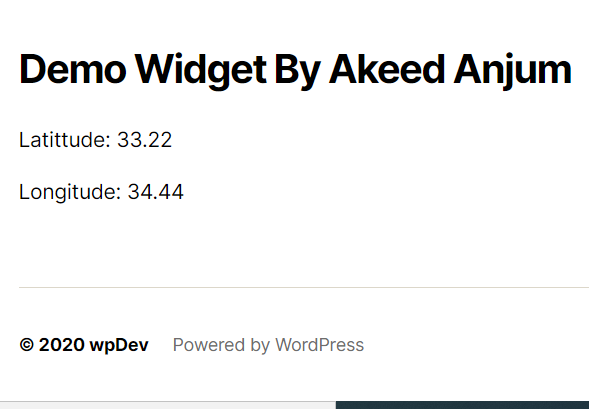 Demo Widget By Akeed Anjum
Latittude: 33.22
Longitude: 34.44
© 2020 wpDev Powered by WordPress